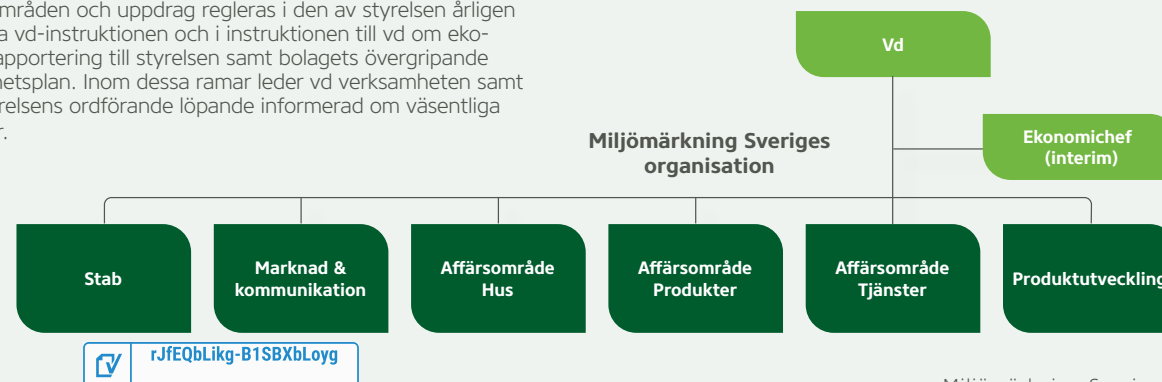 områden och uppdrag regleras i den av styrelsen årligen
a vd-instruktionen och i instruktionen till vd om eko-
apportering till styrelsen samt bolagets övergripande
hetsplan. Inom dessa ramar leder vd verksamheten samt
relsens ordförande löpande informerad om väsentliga
r.
Vd
Miljömärkning Sveriges
organisation
Ekonomichef
(interim)
Stab
Marknad &
kommunikation
Affärsområde
Hus
Affärsområde
Produkter
Affärsområde
Tjänster
Produktutveckling
rJfEQbLikg-B1SBXbLoyg